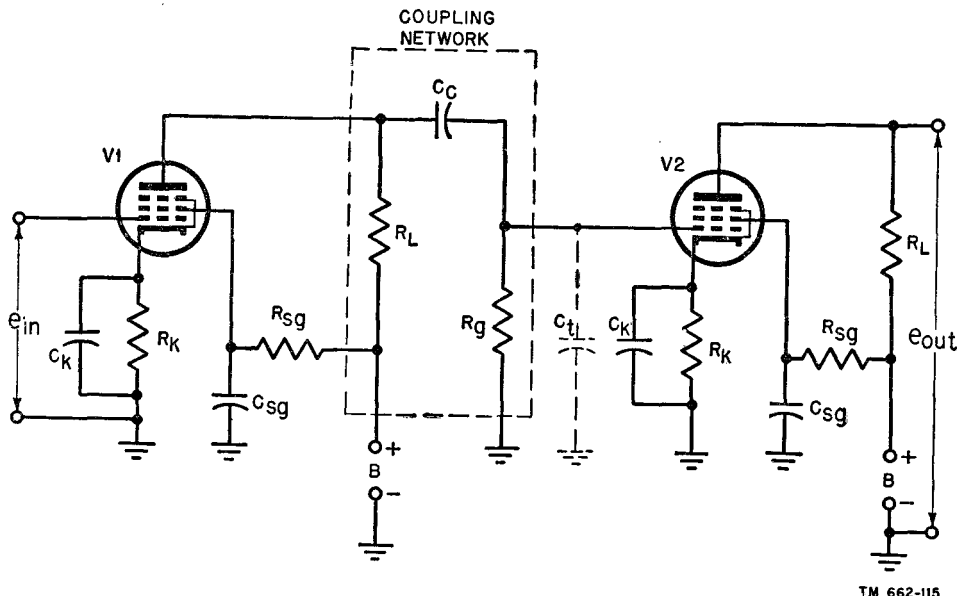 COUPLING
NETWORK
Cc
V1
V2
RL
RL
ein
CK
RK
Rsg
Csg
Rg
Ct
CK
RK
Rsg
Csg
eout
+
B
-
+
B
-
TM 662-115